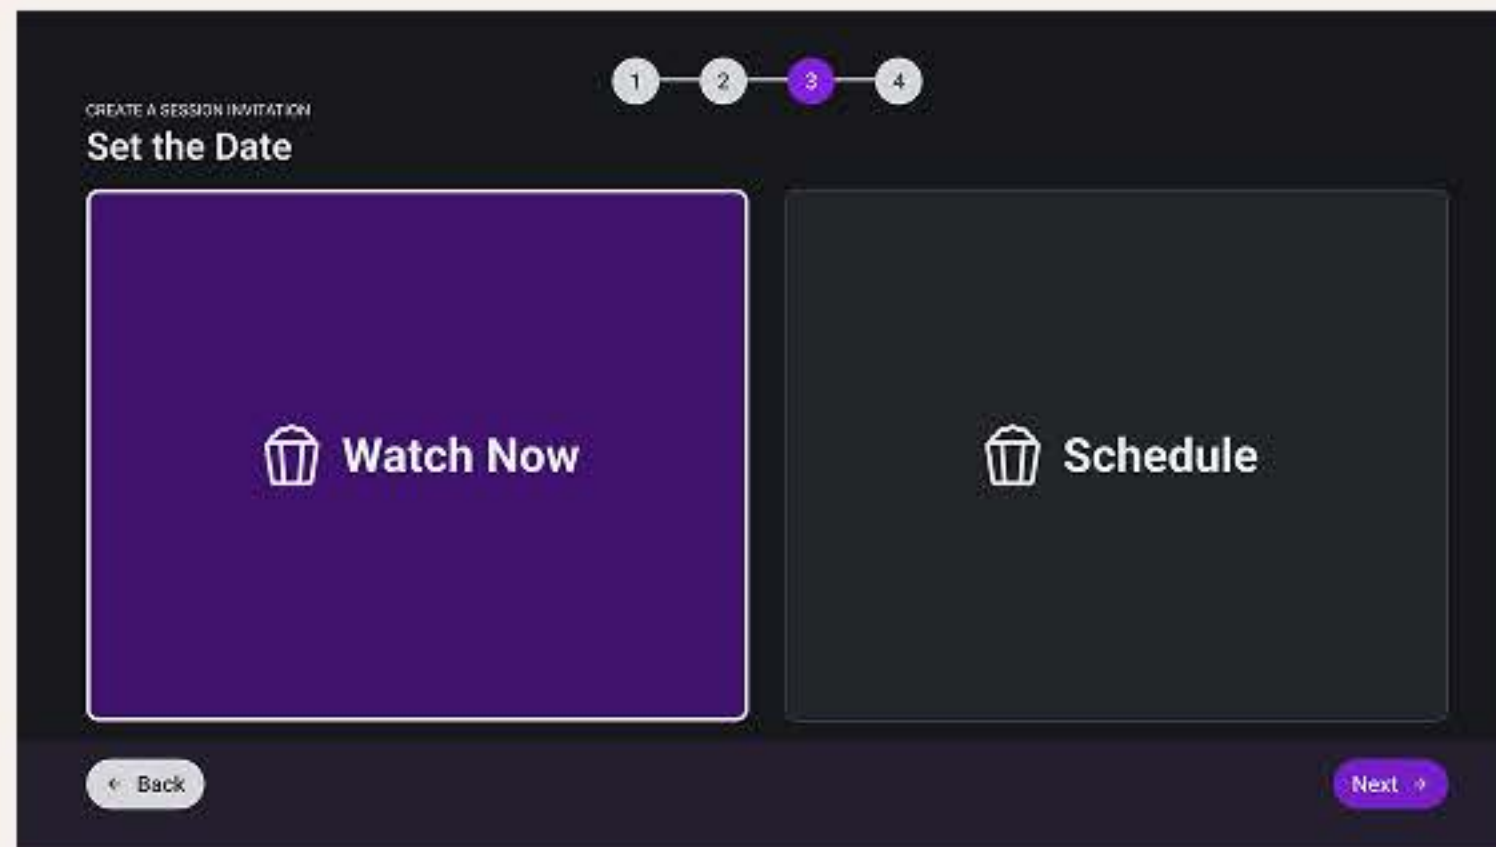 1 2 3 4
CREATE A SESSION INVITATION
Set the Date
Watch Now
Schedule
← Back
Next →